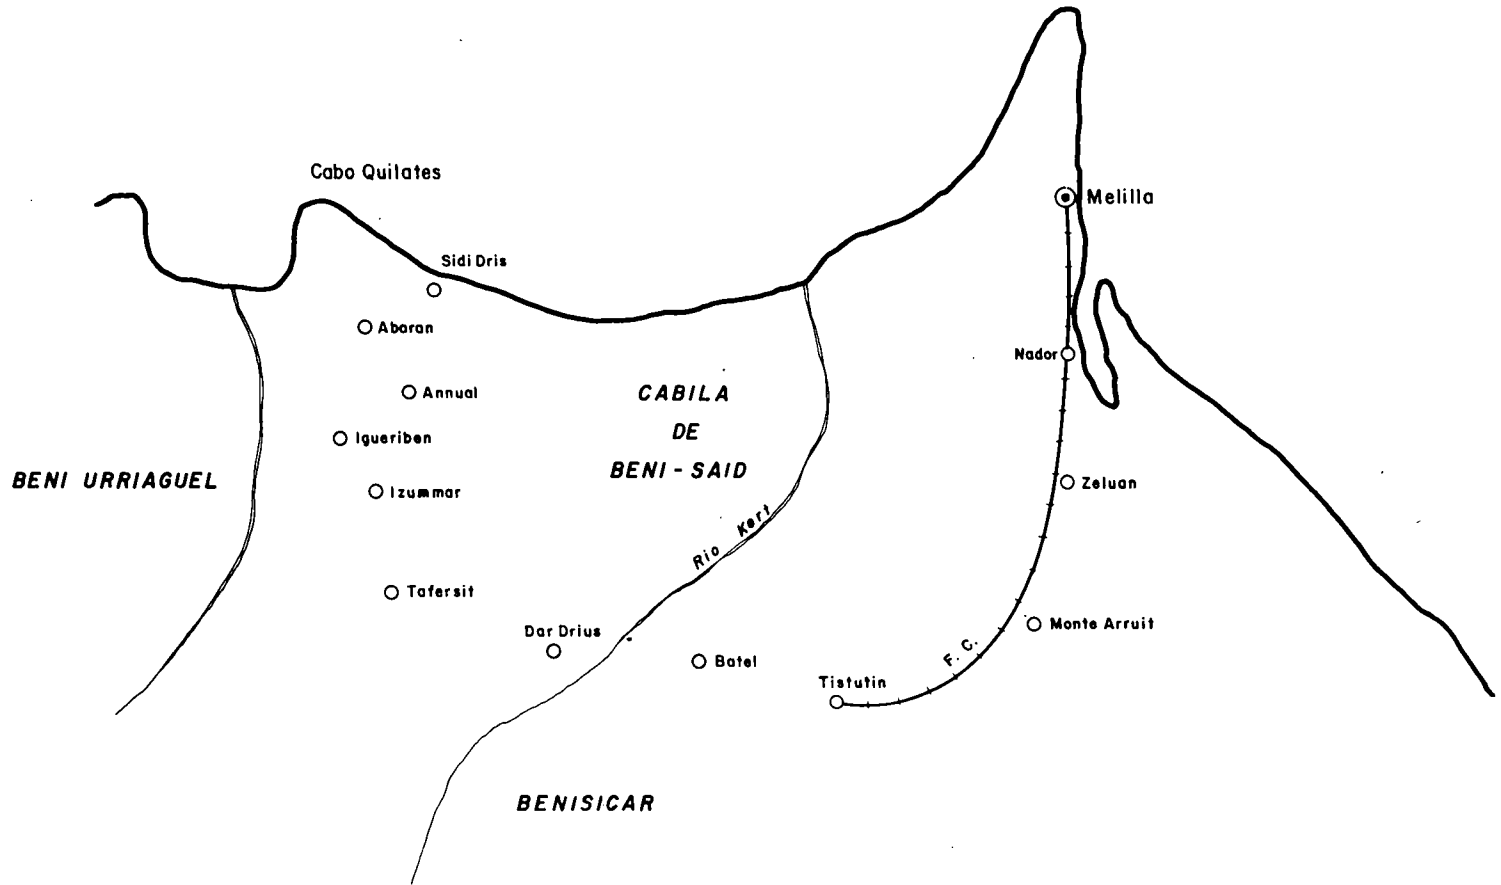 Cabo Quilates
Melilla
Sidi Dris
Abaran
Nador
Annual
CABILA
DE
BENI-SAID
Igueriben
BENI URRIAGUEL
Izummar
Zeluan
Rio Kert
Tafersit
Dar Drius
Monte Arruit
Batel
F. C.
Tistutin
BENISICAR